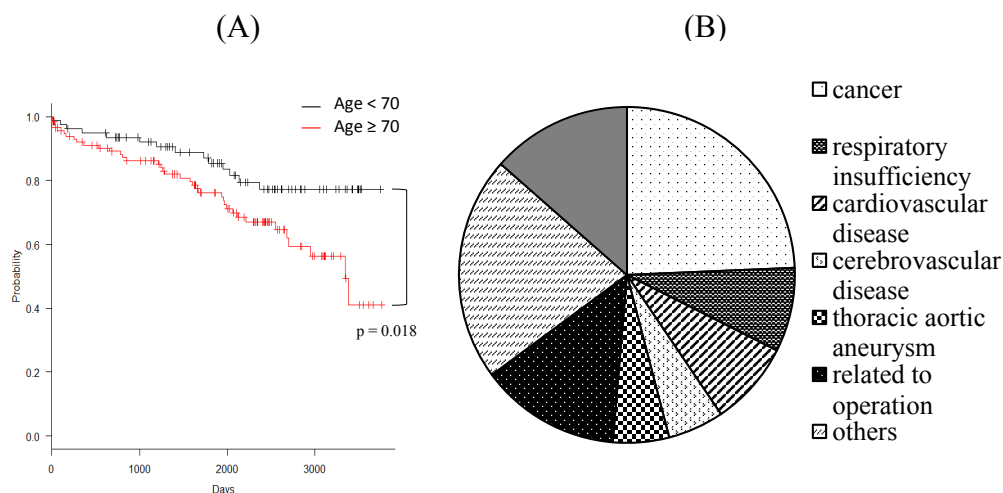 (A)
(B)
Age < 70
Age ≥ 70
1.0
0.8
0.6
0.4
0.2
0.0
Probability
0
1000
2000
3000
Days
p = 0.018
cancer
respiratory
insufficiency
cardiovascular
disease
cerebrovascular
disease
thoracic aortic
aneurysm
related to
operation
others